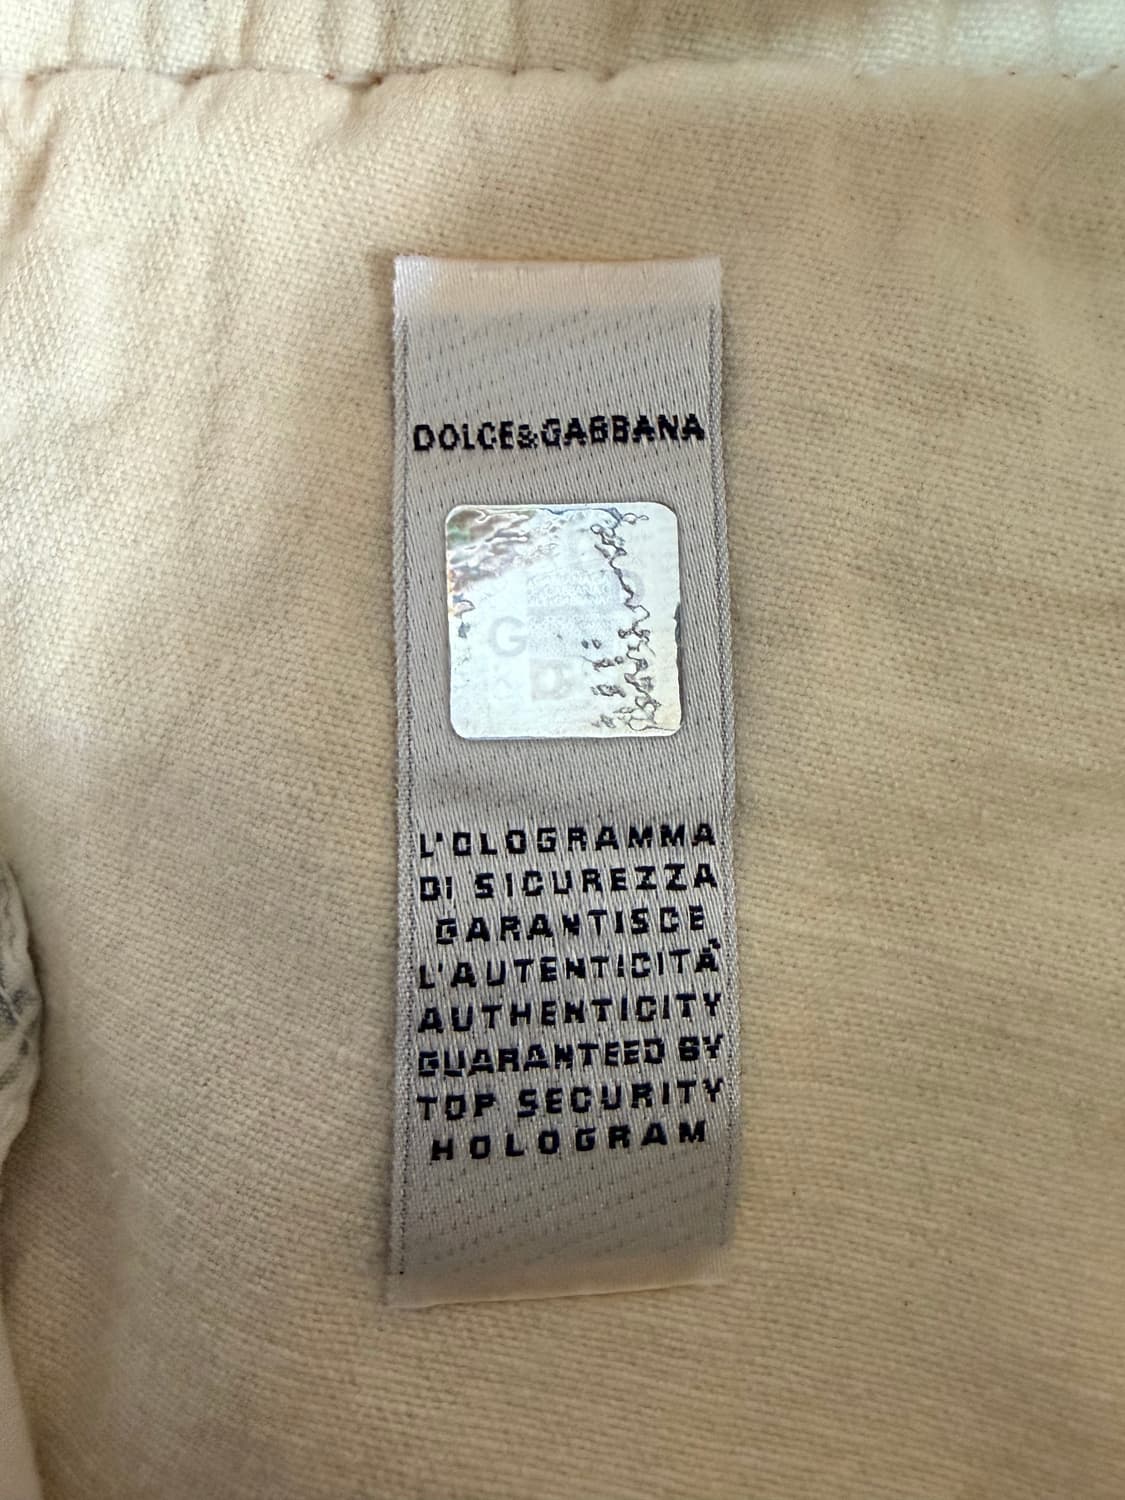 DOLCE&GABBANA
G
L'OLOGRAMMA
DI SICUREZZA
GARANTISCE
L'AUTENTICITÀ
AUTHENTICITY
GUARANTEED BY
TOP SECURITY
HOLOGRAM